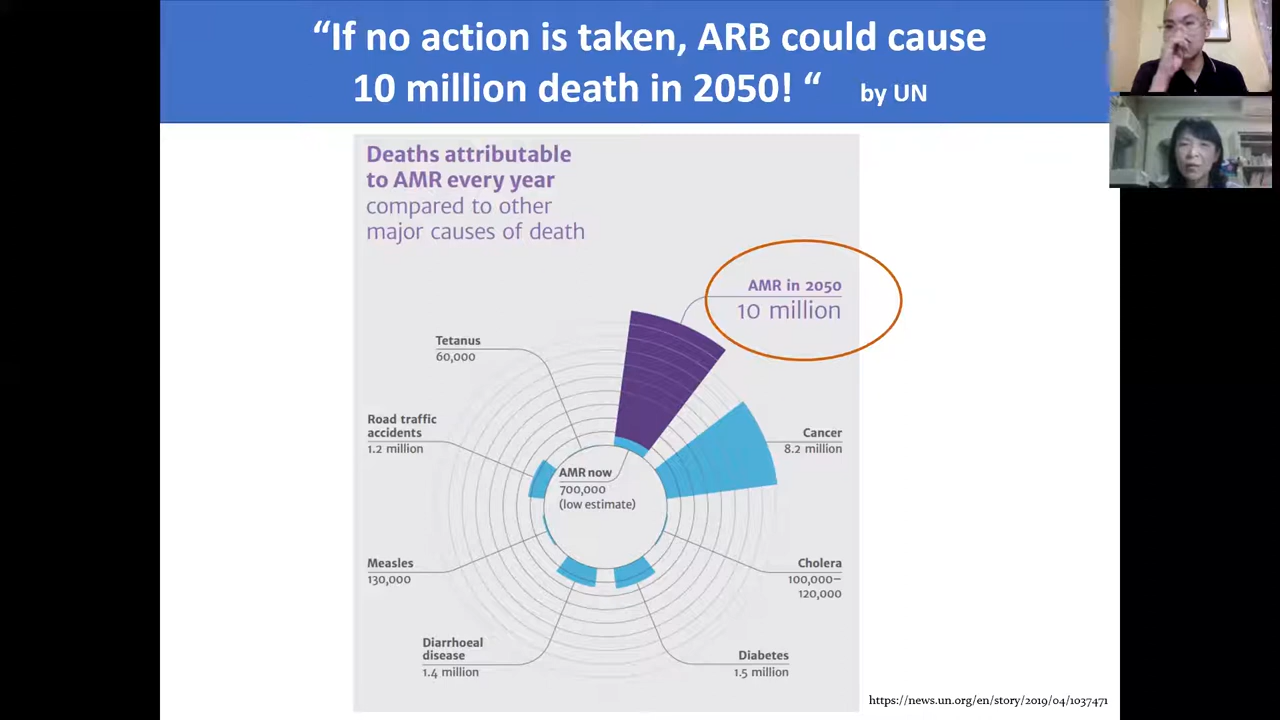 “If no action is taken, ARB could cause
10 million death in 2050! “ by UN
Deaths attributable
to AMR every year
compared to other
major causes of death
AMR in 2050
10 million
Tetanus
60,000
Road traffic
accidents
1.2 million
Cancer
8.2 million
AMR now
700,000
(low estimate)
Measles
130,000
Cholera
100,000–
120,000
Diarrhoeal
disease
1.4 million
Diabetes
1.5 million
https://news.un.org/en/story/2019/04/1037471